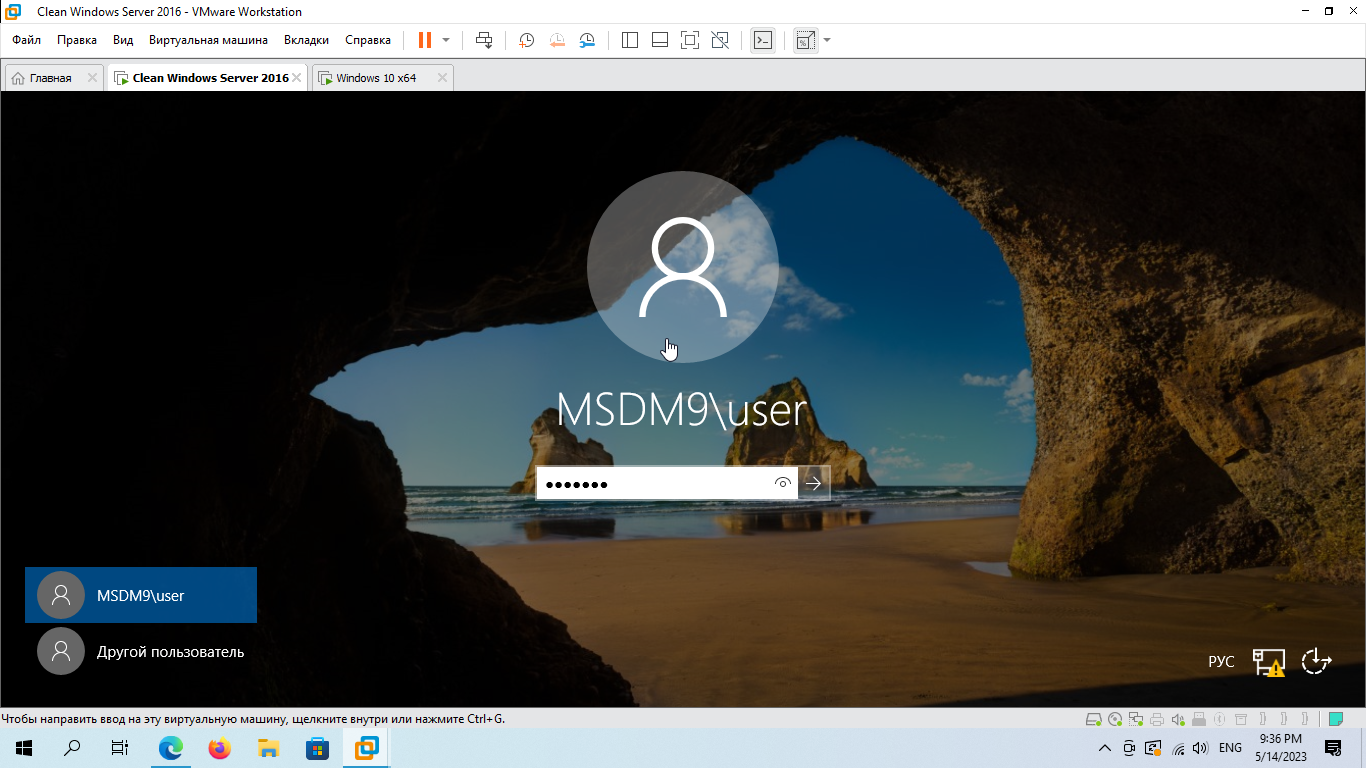 Clean Windows Server 2016 - VMware Workstation
Файл Правка Вид Виртуальная машина Вкладки Справка
Главная Clean Windows Server 2016 Windows 10 x64
MSDM9\user
MSDM9\user
Другой пользователь
РУС
Чтобы направить ввод на эту виртуальную машину, щелкните внутри или нажмите Ctrl+G.
ENG
9:36 PM
5/14/2023